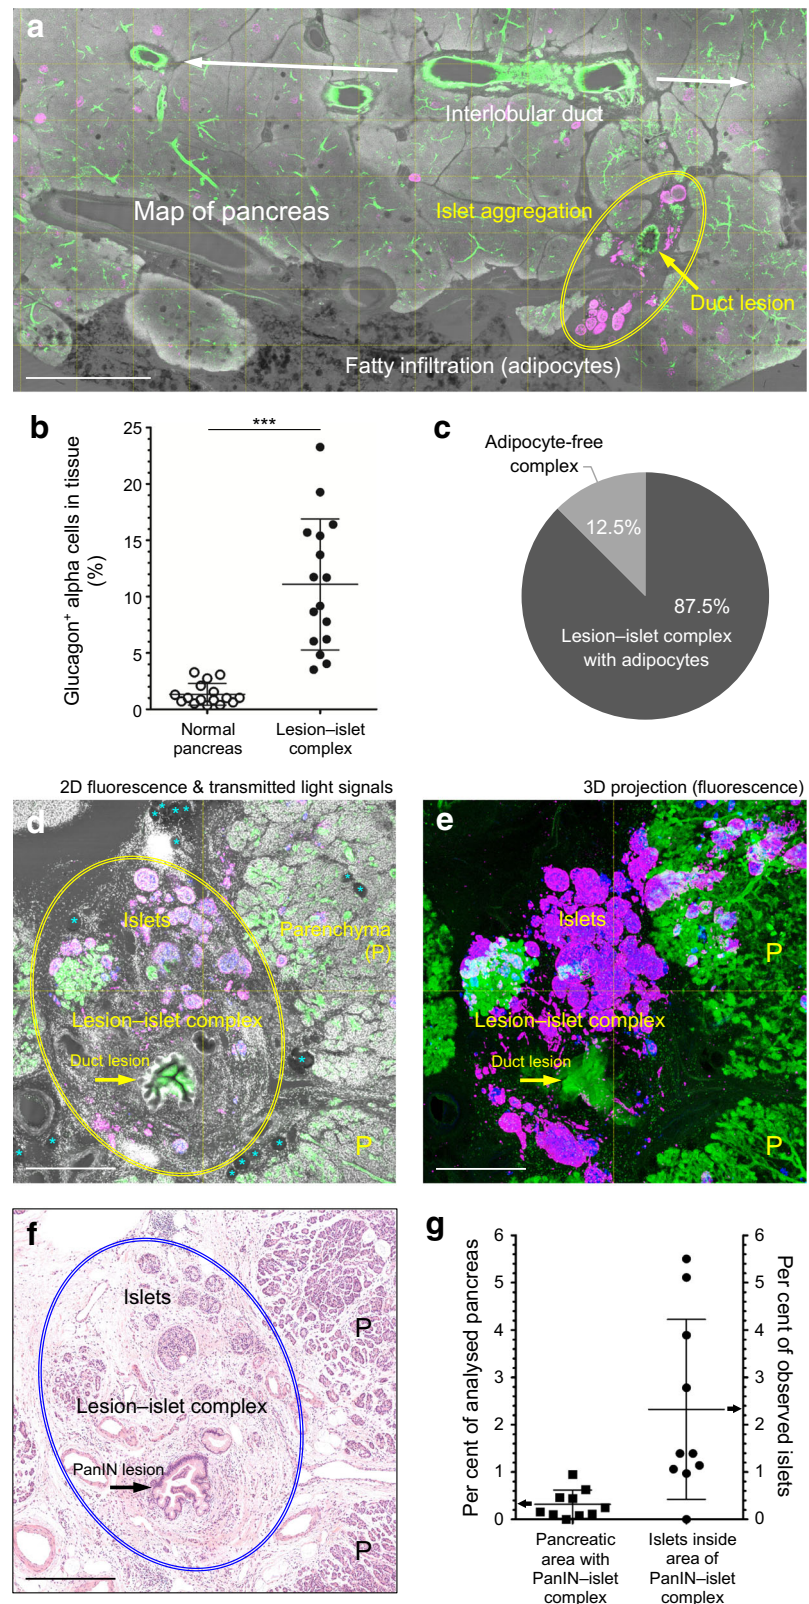 a
Interlobular duct
Map of pancreas
Islet aggregation
Duct lesion
Fatty infiltration (adipocytes)
b
***
Glucagon⁺ alpha cells in tissue
(%)
25
20
15
10
5
0
Normal
pancreas
Lesion–islet
complex
c
Adipocyte-free
complex
12.5%
87.5%
Lesion–islet complex
with adipocytes
2D fluorescence & transmitted light signals
d
Islets
Parenchyma
(P)
Lesion–islet complex
Duct lesion
P
3D projection (fluorescence)
e
Islets
P
Lesion–islet complex
Duct lesion
P
f
Islets
P
Lesion–islet complex
PanIN lesion
P
g
Per cent of analysed pancreas
6
5
4
3
2
1
0
6
5
4
3
2
1
0
Per cent of observed islets
Pancreatic
area with
PanIN–islet
complex
Islets inside
area of
PanIN–islet
complex